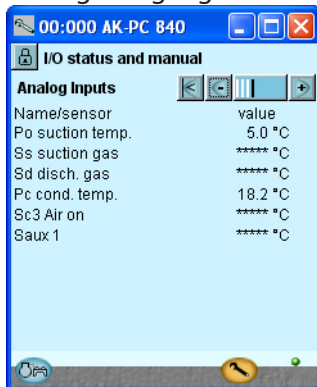 00:000 AK-PC 840
I/O status and manual
Analog Inputs
Name/sensor value
Po suction temp. 5.0 °C
Ss suction gas ***** °C
Sd disch. gas ***** °C
Pc cond. temp. 18.2 °C
Sc3 Air on ***** °C
Saux 1 ***** °C